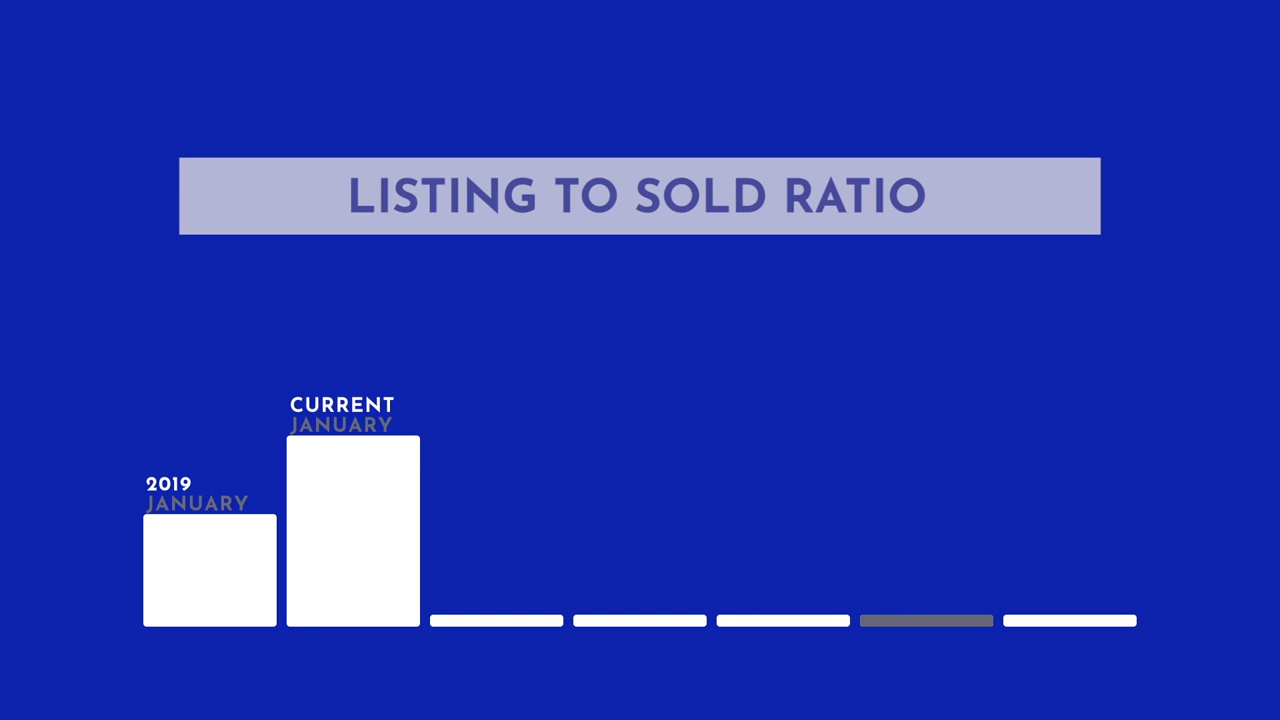 LISTING TO SOLD RATIO
CURRENT
JANUARY
2019
JANUARY